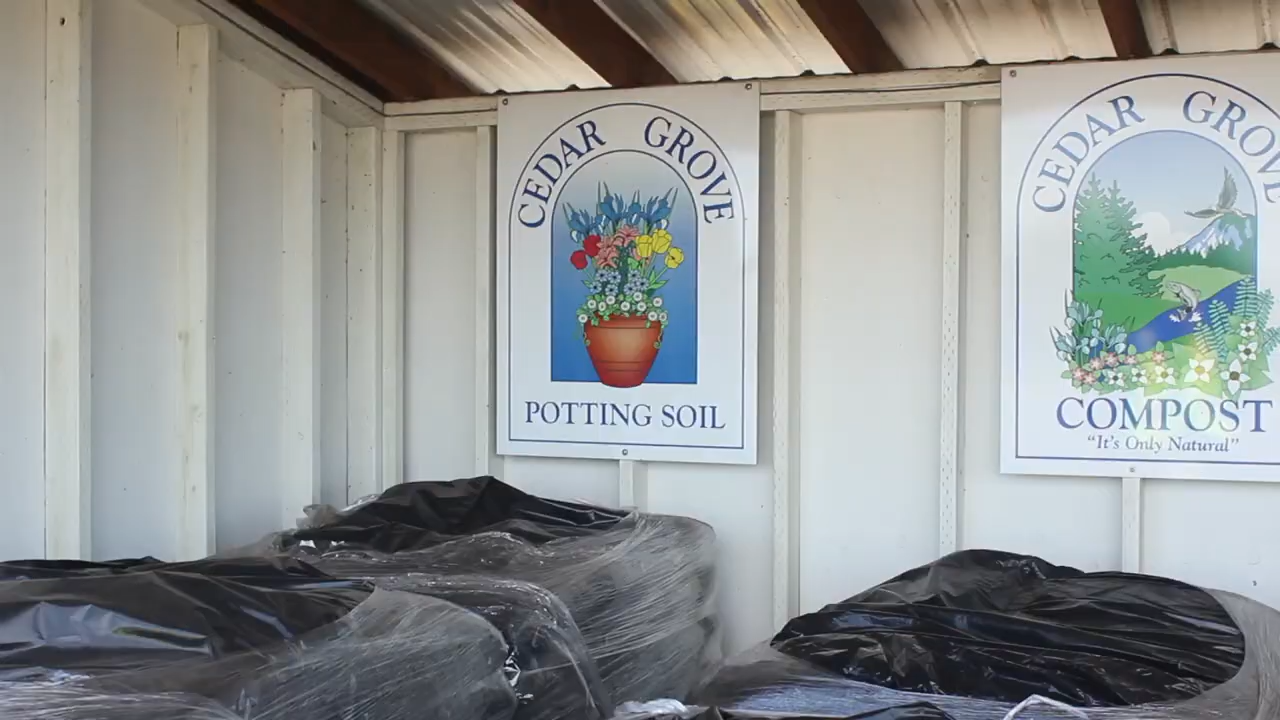 CEDAR GROVE
POTTING SOIL
CEDAR GROVE
COMPOST
"It's Only Natural"